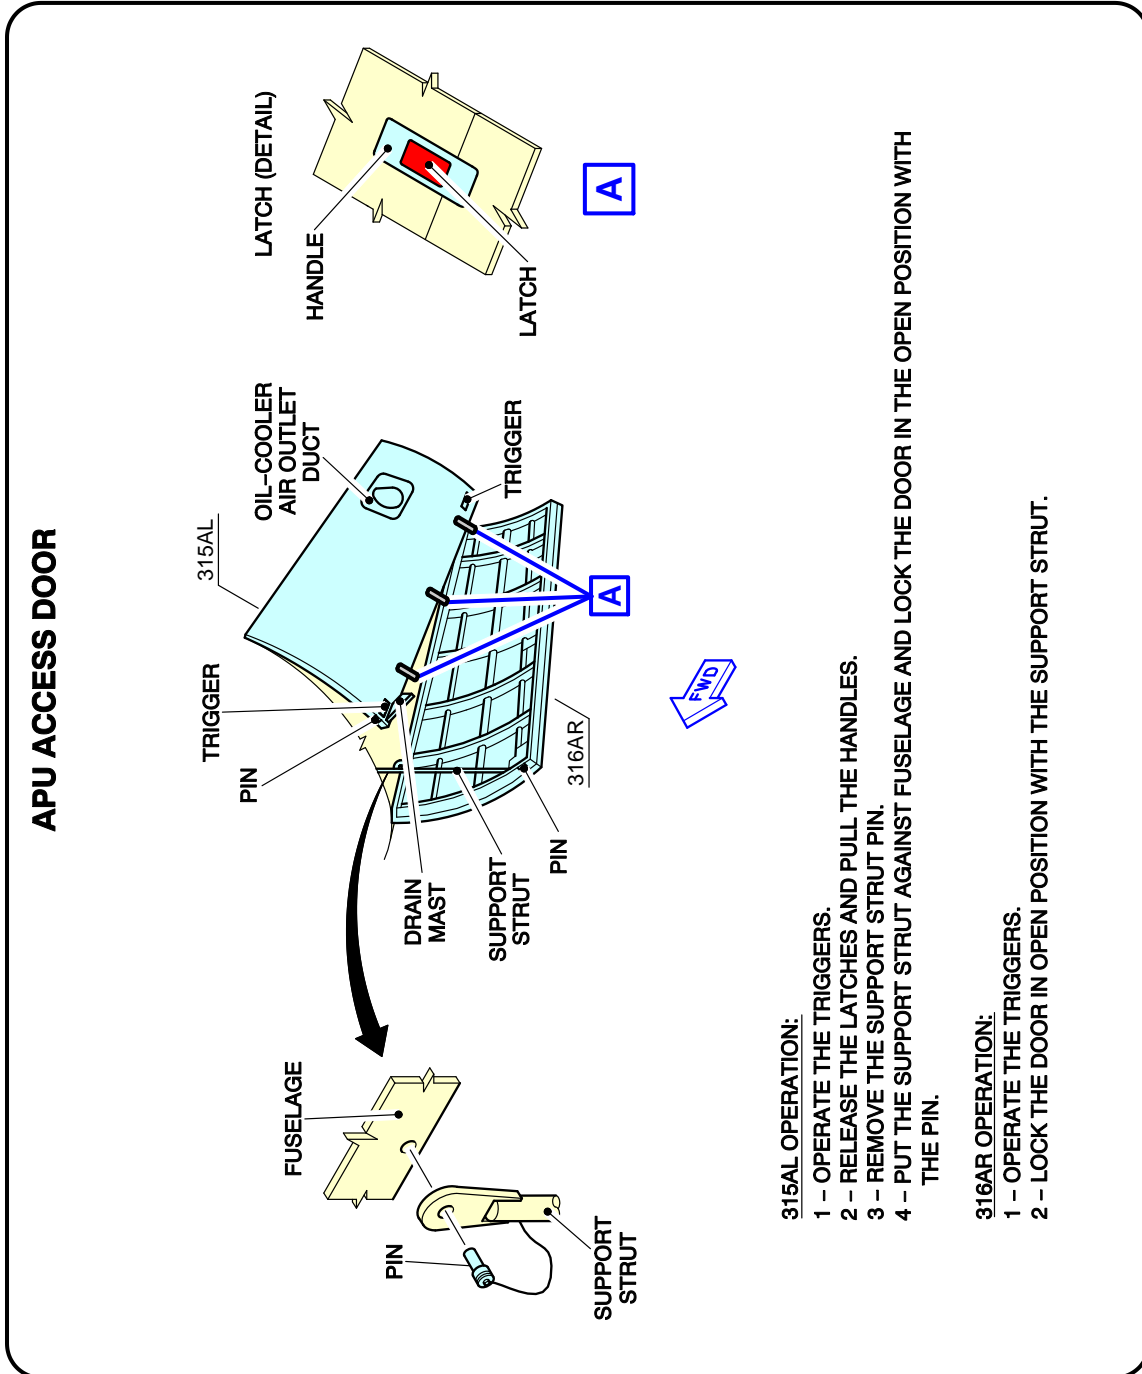 APU ACCESS DOOR
LATCH (DETAIL)
HANDLE
LATCH
A
315AL
OIL–COOLER
AIR OUTLET
DUCT
TRIGGER
TRIGGER
PIN
A
316AR
FWD
DRAIN
MAST
SUPPORT
STRUT
PIN
FUSELAGE
PIN
SUPPORT
STRUT
315AL OPERATION:
1 – OPERATE THE TRIGGERS.
2 – RELEASE THE LATCHES AND PULL THE HANDLES.
3 – REMOVE THE SUPPORT STRUT PIN.
4 – PUT THE SUPPORT STRUT AGAINST FUSELAGE AND LOCK THE DOOR IN THE OPEN POSITION WITH
THE PIN.
316AR OPERATION:
1 – OPERATE THE TRIGGERS.
2 – LOCK THE DOOR IN OPEN POSITION WITH THE SUPPORT STRUT.